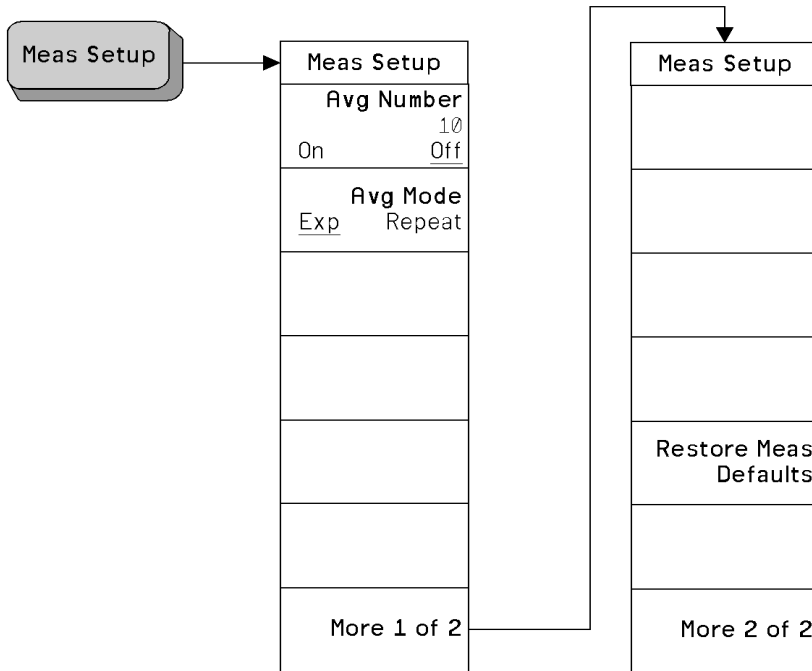 Meas Setup
Meas Setup
Avg Number
10
On Off
Avg Mode
Exp Repeat
More 1 of 2
Meas Setup
Restore Meas
Defaults
More 2 of 2